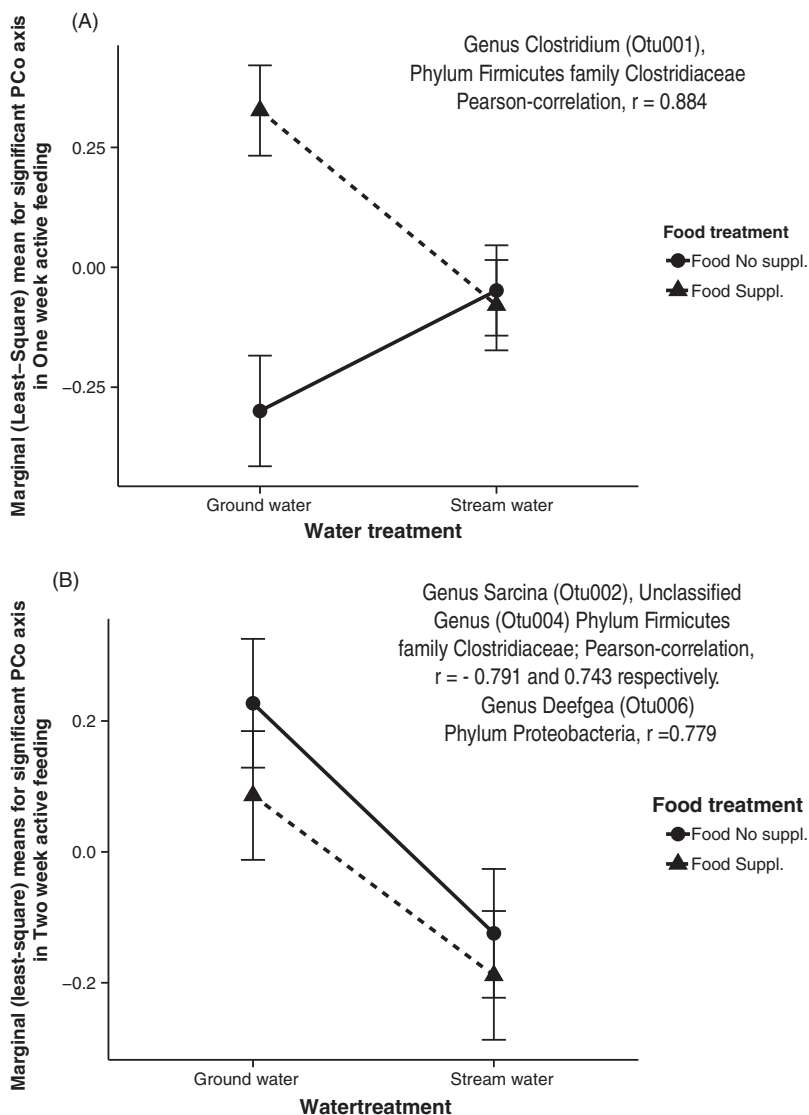 (A)
Genus Clostridium (Otu001),
Phylum Firmicutes family Clostridiaceae
Pearson-correlation, r = 0.884
Marginal (Least–Square) mean for significant PCo axis
in One week active feeding
0.25
0.00
−0.25
Ground water
Stream water
Water treatment
Food treatment
Food No suppl.
Food Suppl.
(B)
Genus Sarcina (Otu002), Unclassified
Genus (Otu004) Phylum Firmicutes
family Clostridiaceae; Pearson-correlation,
r = - 0.791 and 0.743 respectively.
Genus Deefgea (Otu006)
Phylum Proteobacteria, r =0.779
Marginal (least-square) means for significant PCo axis
in Two week active feeding
0.2
0.0
−0.2
Ground water
Stream water
Watertreatment
Food treatment
Food No suppl.
Food Suppl.